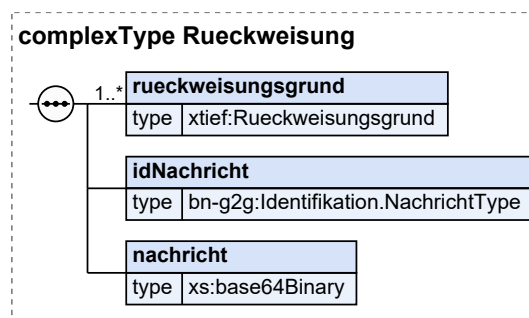 complexType Rueckweisung
1..* rueckweisungsgrund
type xtief:Rueckweisungsgrund
idNachricht
type bn-g2g:Identifikation.NachrichtType
nachricht
type xs:base64Binary